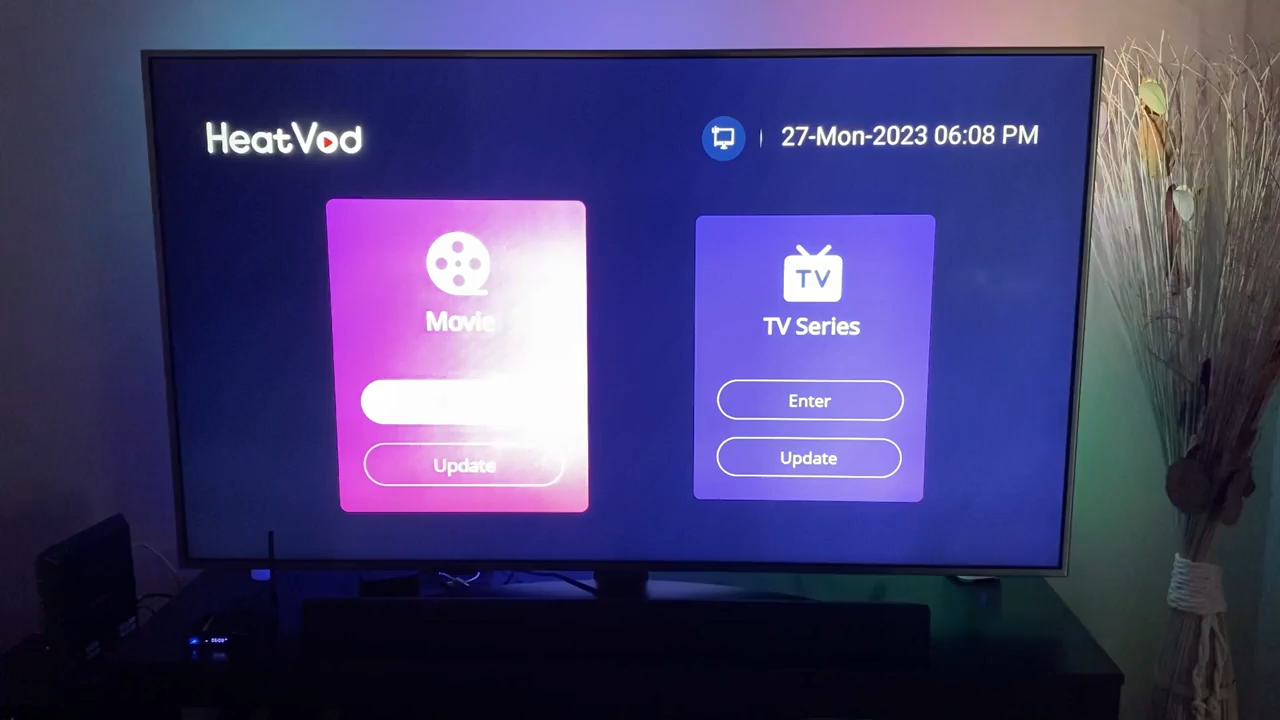 HeatVod
27-Mon-2023 06:08 PM
Movie
Update
TV
TV Series
Enter
Update